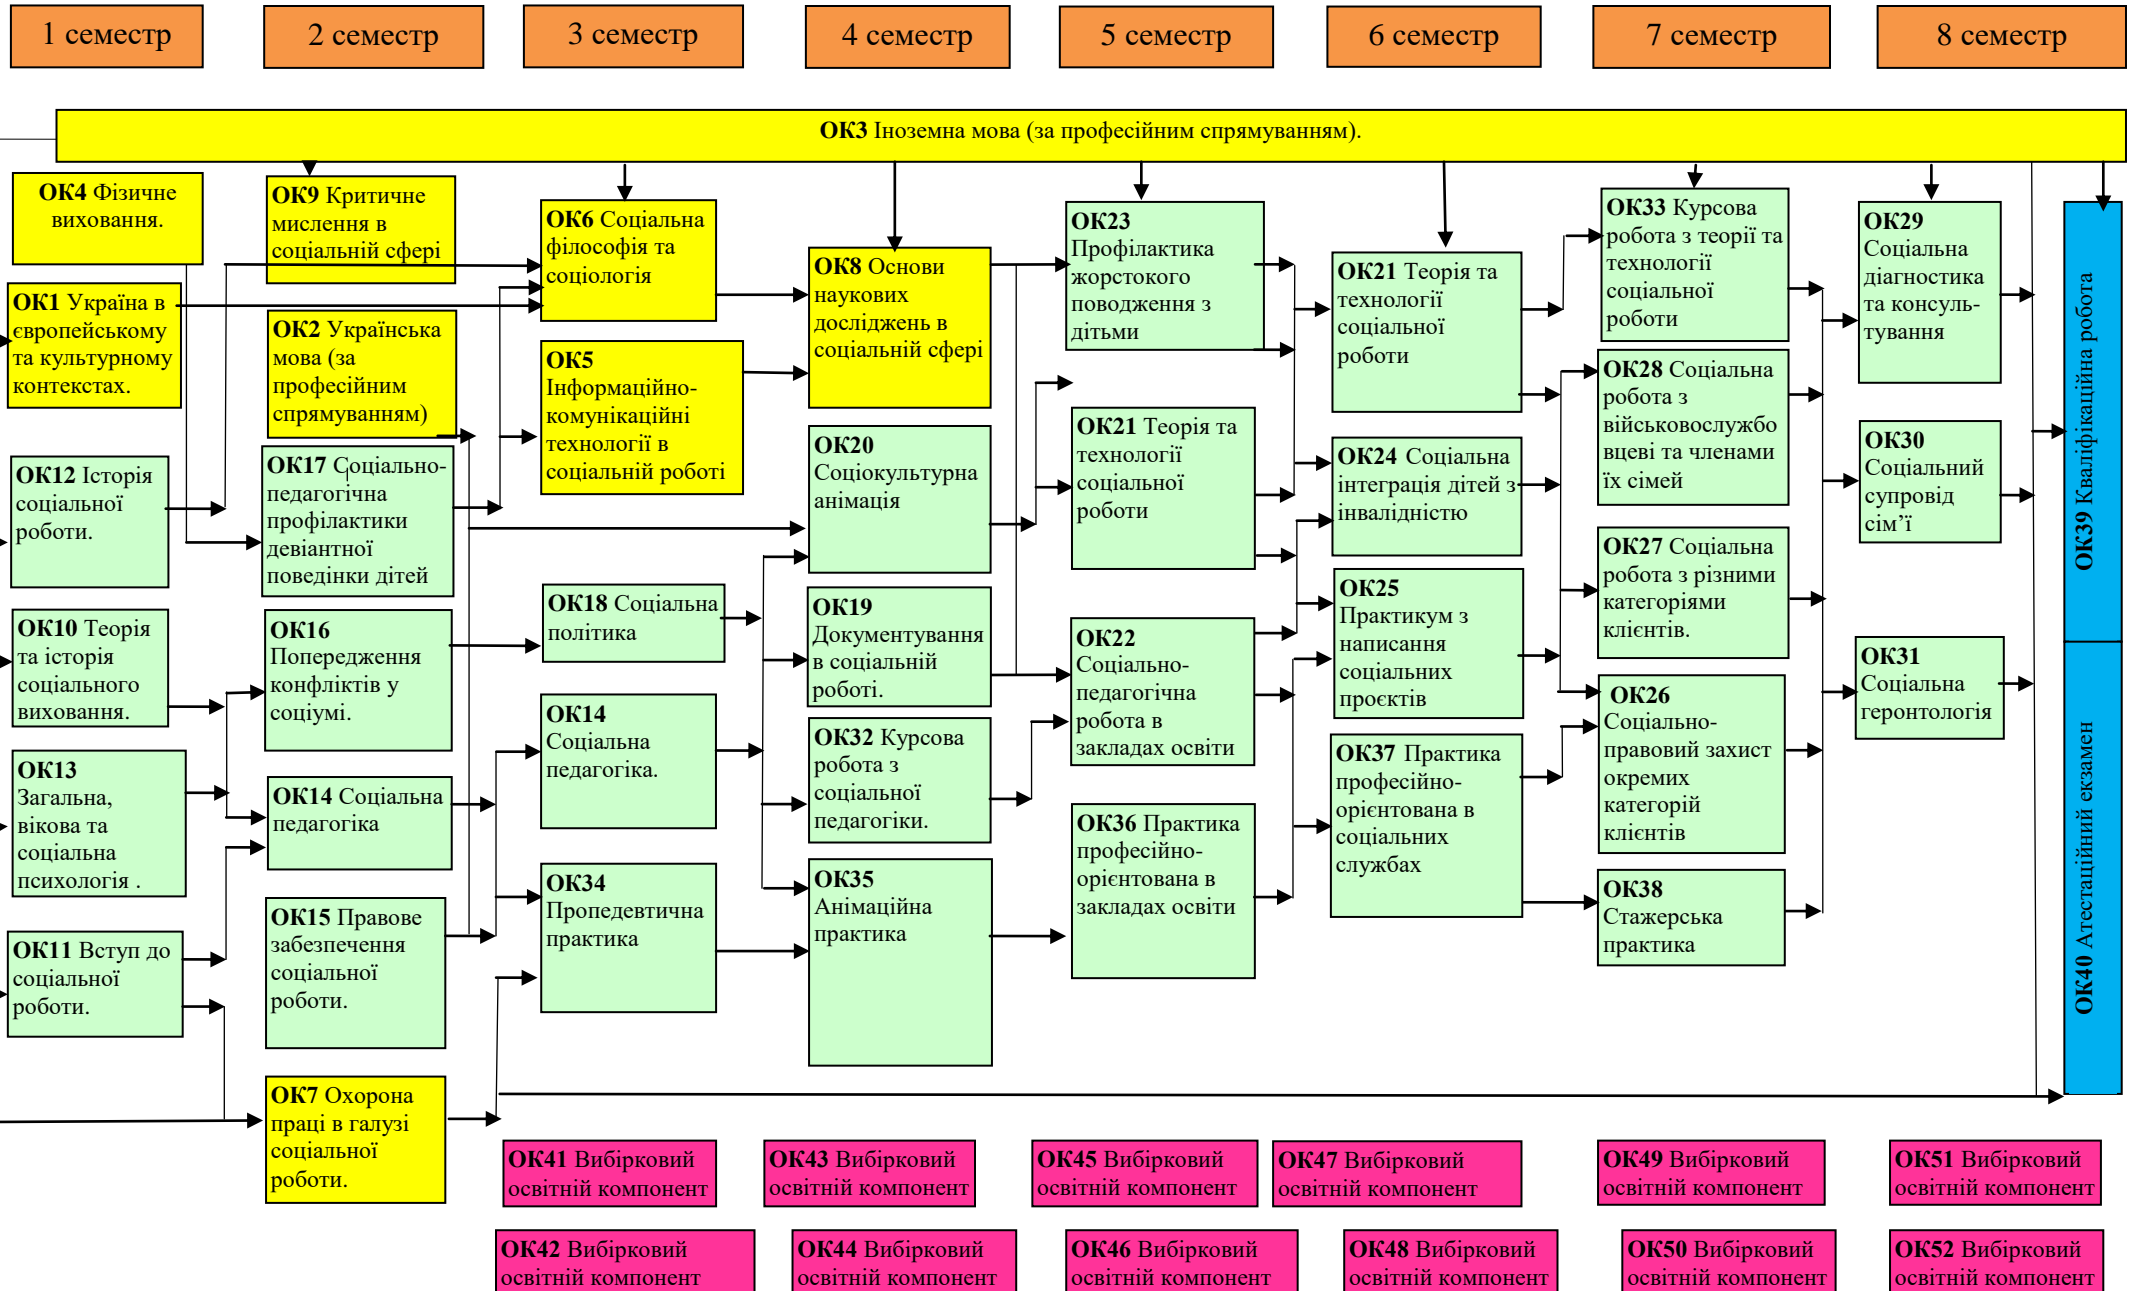 1 семестр
2 семестр
3 семестр
4 семестр
5 семестр
6 семестр
7 семестр
8 семестр
ОК3 Іноземна мова (за професійним спрямуванням).
ОК4 Фізичне
виховання.
ОК1 Україна в
європейському
та культурному
контекстах.
ОК12 Історія
соціальної
роботи.
ОК10 Теорія
та історія
соціального
виховання.
ОК13
Загальна,
вікова та
соціальна
психологія .
ОК11 Вступ до
соціальної
роботи.
ОК9 Критичне
мислення в
соціальній сфері
ОК2 Українська
мова (за
професійним
спрямуванням)
ОК17 Соціально-
педагогічна
профілактики
девіантної
поведінки дітей
ОК16
Попередження
конфліктів у
соціумі.
ОК14 Соціальна
педагогіка
ОК15 Правове
забезпечення
соціальної
роботи.
ОК7 Охорона
праці в галузі
соціальної
роботи.
ОК6 Соціальна
філософія та
соціологія
ОК5
Інформаційно-
комунікаційні
технології в
соціальній роботі
ОК18 Соціальна
політика
ОК14
Соціальна
педагогіка.
ОК34
Пропедевтична
практика
ОК8 Основи
наукових
досліджень в
соціальній сфері
ОК20
Соціокультурна
анімація
ОК19
Документування
в соціальній
роботі.
ОК32 Курсова
робота з
соціальної
педагогіки.
ОК35
Анімаційна
практика
ОК23
Профілактика
жорстокого
поводження з
дітьми
ОК21 Теорія та
технології
соціальної
роботи
ОК22
Соціально-
педагогічна
робота в
закладах освіти
ОК36 Практика
професійно-
орієнтована в
закладах освіти
ОК21 Теорія та
технології
соціальної
роботи
ОК24 Соціальна
інтеграція дітей з
інвалідністю
ОК25
Практикум з
написання
соціальних
проєктів
ОК37 Практика
професійно-
орієнтована в
соціальних
службах
ОК33 Курсова
робота з теорії та
технології
соціальної
роботи
ОК28 Соціальна
робота з
військовослужбо
вцеві та членами
їх сімей
ОК27 Соціальна
робота з різними
категоріями
клієнтів.
ОК26
Соціально-
правовий захист
окремих
категорій
клієнтів
ОК38
Стажерська
практика
ОК29
Соціальна
діагностика
та консуль-
тування
ОК30
Соціальний
супровід
сім’ї
ОК31
Соціальна
геронтологія
ОК39 Кваліфікаційна робота
ОК40 Атестаційний екзамен
ОК41 Вибірковий
освітній компонент
ОК43 Вибірковий
освітній компонент
ОК45 Вибірковий
освітній компонент
ОК47 Вибірковий
освітній компонент
ОК49 Вибірковий
освітній компонент
ОК51 Вибірковий
освітній компонент
ОК42 Вибірковий
освітній компонент
ОК44 Вибірковий
освітній компонент
ОК46 Вибірковий
освітній компонент
ОК48 Вибірковий
освітній компонент
ОК50 Вибірковий
освітній компонент
ОК52 Вибірковий
освітній компонент